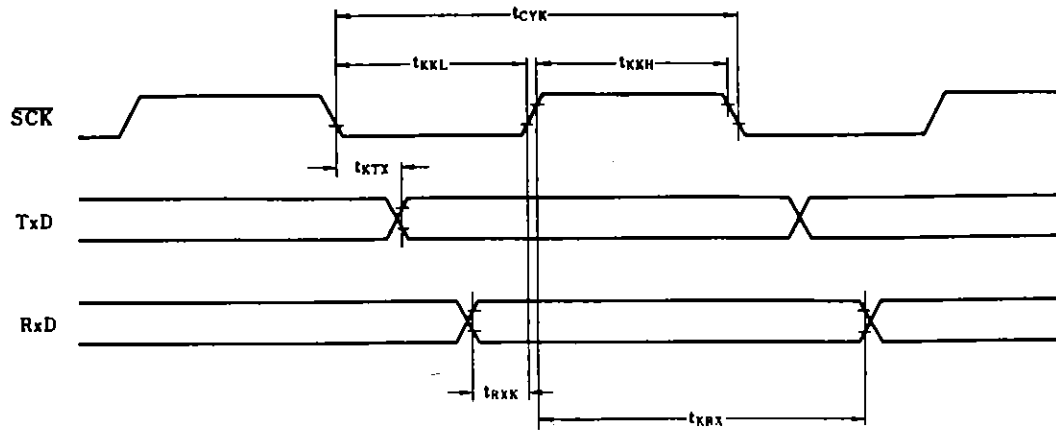 tCYK
tKKL
tKKH
SCK
tKTX
TxD
RxD
tRXK
tKRX